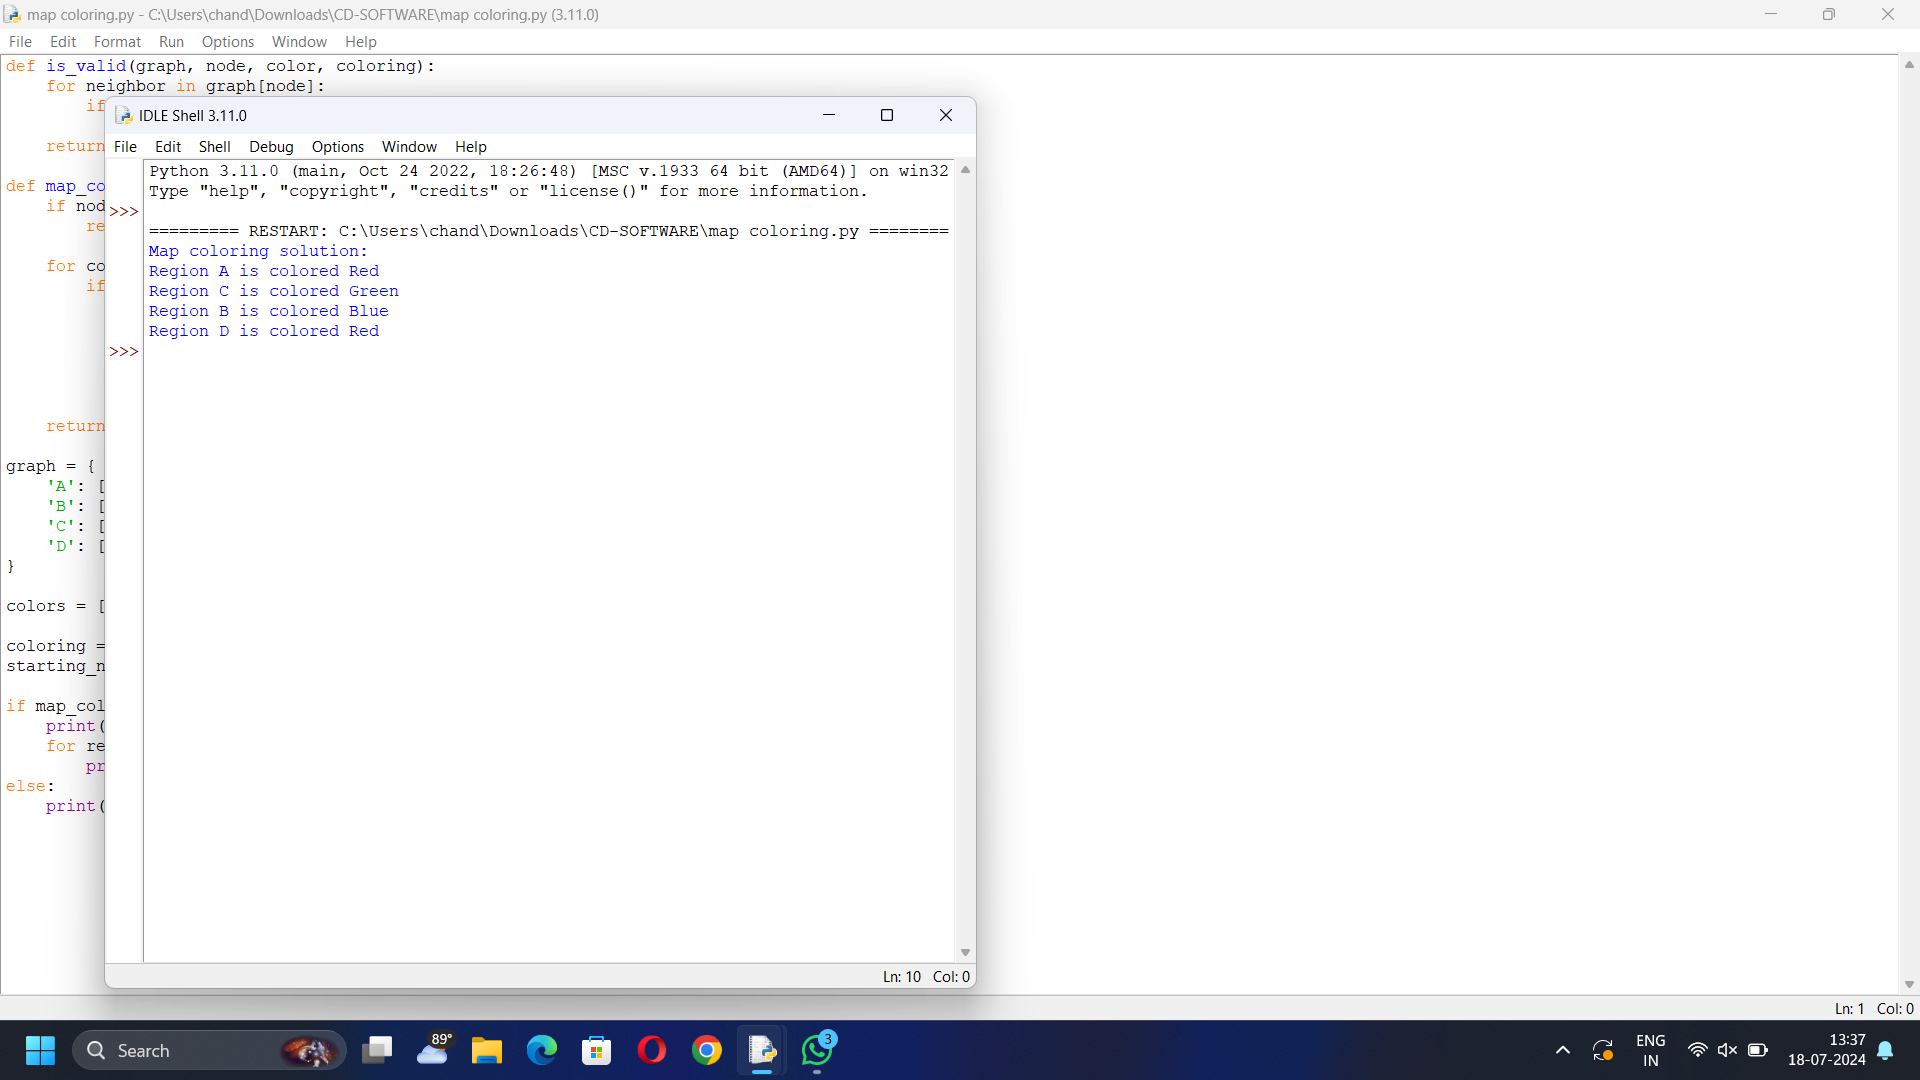 map coloring.py - C:\Users\chand\Downloads\CD-SOFTWARE\map coloring.py (3.11.0)
File Edit Format Run Options Window Help
def is_valid(graph, node, color, coloring):
for neighbor in graph[node]:
if
return
def map_co
if nod
re
for co
if
return
graph = {
'A': [
'B': [
'C': [
'D': [
}
colors = [
coloring =
starting_n
if map_col
print(
for re
pr
else:
print(
IDLE Shell 3.11.0
File Edit Shell Debug Options Window Help
Python 3.11.0 (main, Oct 24 2022, 18:26:48) [MSC v.1933 64 bit (AMD64)] on win32
Type "help", "copyright", "credits" or "license()" for more information.
>>>
========= RESTART: C:\Users\chand\Downloads\CD-SOFTWARE\map coloring.py ========
Map coloring solution:
Region A is colored Red
Region C is colored Green
Region B is colored Blue
Region D is colored Red
>>>
Ln: 10 Col: 0
Ln: 1 Col: 0
Search
89°
3
ENG
IN
13:37
18-07-2024